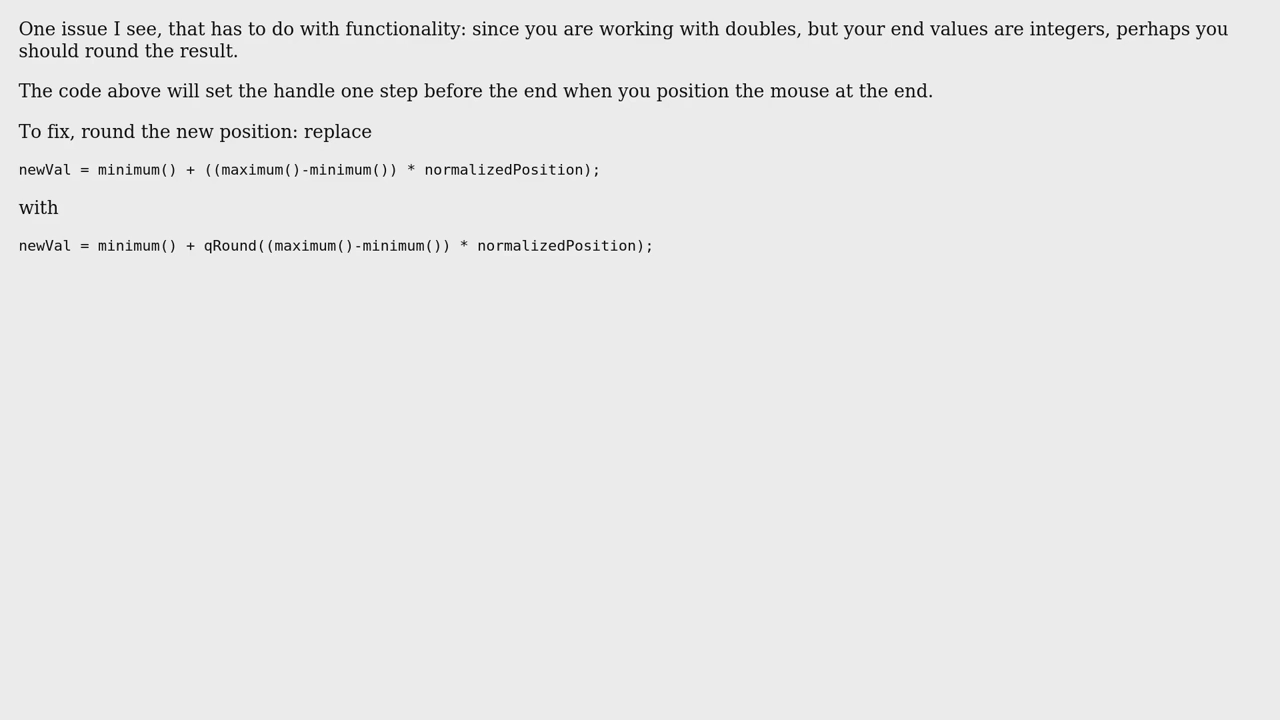 One issue I see, that has to do with functionality: since you are working with doubles, but your end values are integers, perhaps you
should round the result.
The code above will set the handle one step before the end when you position the mouse at the end.
To fix, round the new position: replace
newVal = minimum() + ((maximum()-minimum()) * normalizedPosition);
with
newVal = minimum() + qRound((maximum()-minimum()) * normalizedPosition);